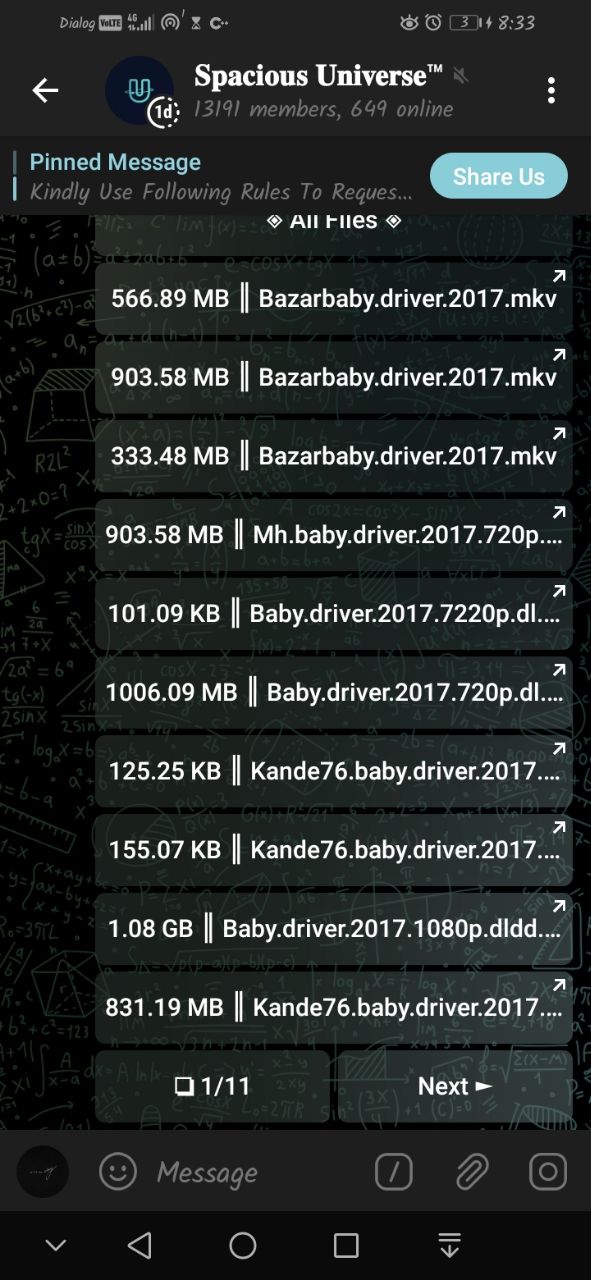 Dialog VoLTE 4G 3 8:33
Spacious Universe™
1d
13191 members, 649 online
Pinned Message
Kindly Use Following Rules To Reques...
Share Us
◈ All Files ◈
566.89 MB ║ Bazarbaby.driver.2017.mkv
903.58 MB ║ Bazarbaby.driver.2017.mkv
333.48 MB ║ Bazarbaby.driver.2017.mkv
903.58 MB ║ Mh.baby.driver.2017.720p....
101.09 KB ║ Baby.driver.2017.7220p.dl....
1006.09 MB ║ Baby.driver.2017.720p.dl....
125.25 KB ║ Kande76.baby.driver.2017....
155.07 KB ║ Kande76.baby.driver.2017....
1.08 GB ║ Baby.driver.2017.1080p.dldd....
831.19 MB ║ Kande76.baby.driver.2017....
❏ 1/11
Next ►
Message